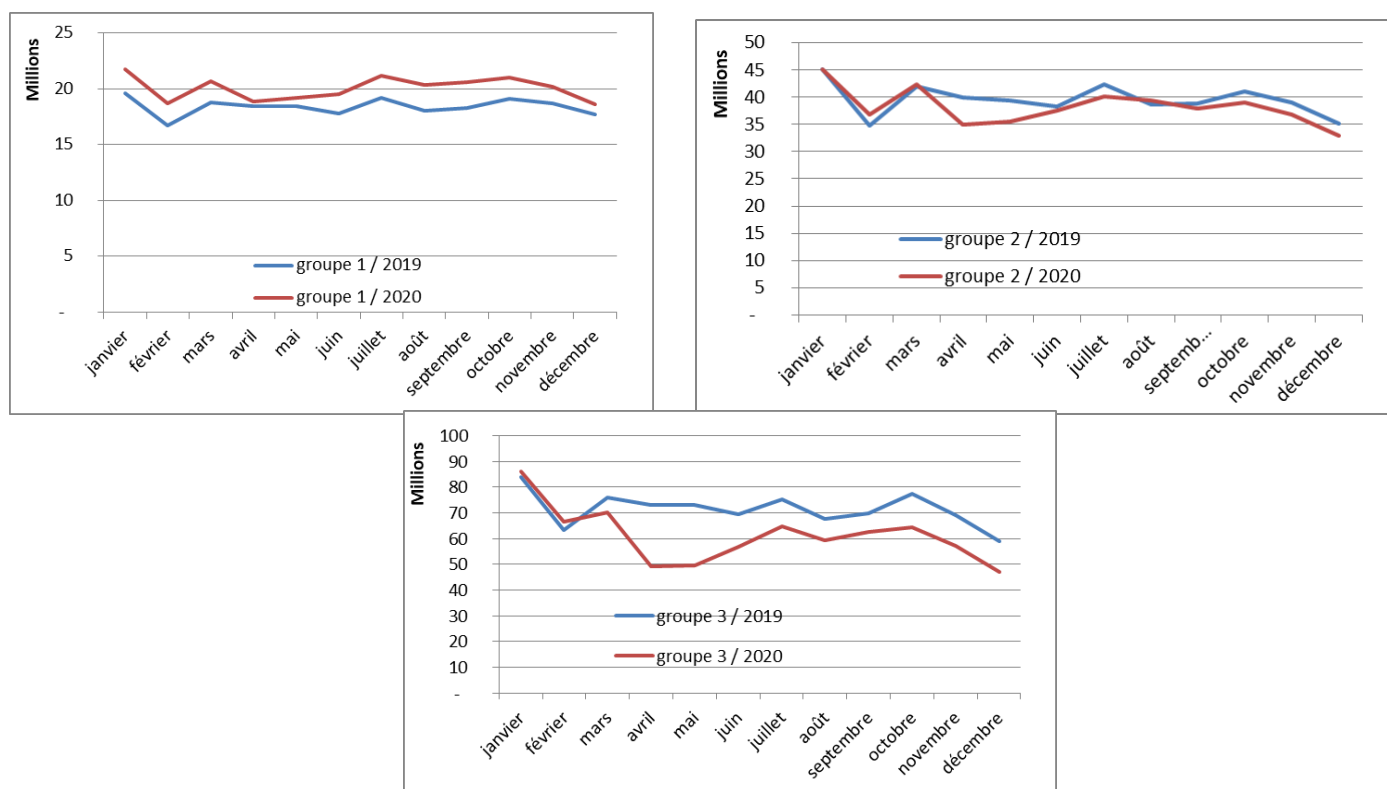 Millions
25
20
15
10
5
-
groupe 1 / 2019
groupe 1 / 2020
janvier
février
mars
avril
mai
juin
juillet
août
septembre
octobre
novembre
décembre
Millions
50
45
40
35
30
25
20
15
10
5
-
groupe 2 / 2019
groupe 2 / 2020
janvier
février
mars
avril
mai
juin
juillet
août
septemb...
octobre
novembre
décembre
Millions
100
90
80
70
60
50
40
30
20
10
-
groupe 3 / 2019
groupe 3 / 2020
janvier
février
mars
avril
mai
juin
juillet
août
septembre
octobre
novembre
décembre